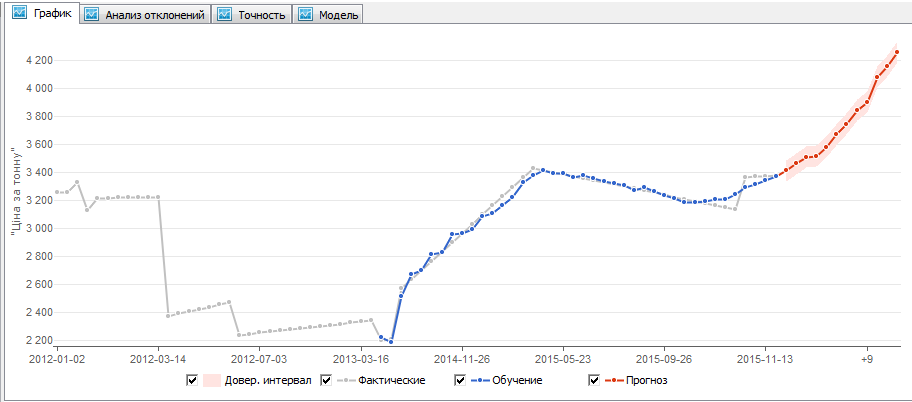 График Анализ отклонений Точность Модель
"Ціна за тонну"
4 200
4 000
3 800
3 600
3 400
3 200
3 000
2 800
2 600
2 400
2 200
2012-01-02 2012-03-14 2012-07-03 2013-03-16 2014-11-26 2015-05-23 2015-09-26 2015-11-13 +9
Довер. интервал Фактические Обучение Прогноз